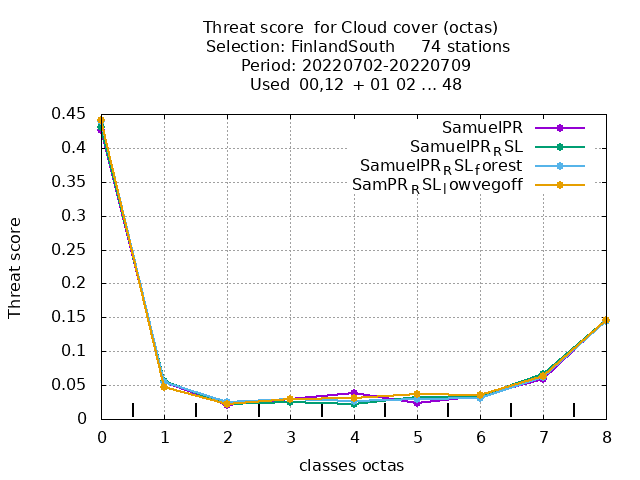 Threat score  for Cloud cover (octas)
Selection: FinlandSouth     74 stations
Period: 20220702-20220709
Used  00,12  + 01 02 ... 48
0.45
0.4
0.35
0.3
0.25
0.2
0.15
0.1
0.05
0
Threat score
SamuelPR
SamuelPR_RSL
SamuelPR_RSL_forest
SamPR_RSL_lowvegoff
0 1 2 3 4 5 6 7 8
classes octas